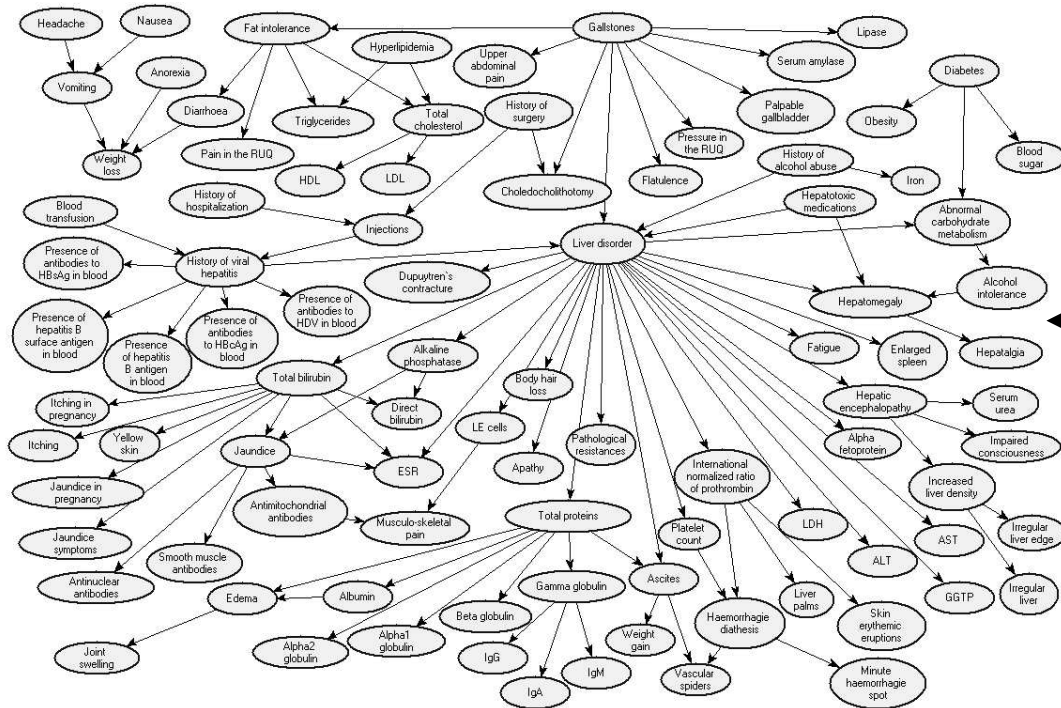 Headache
Nausea
Fat intolerance
Gallstones
Lipase
Hyperlipidemia
Upper
abdominal
pain
Serum amylase
Vomiting
Anorexia
Diabetes
Diarrhoea
Triglycerides
Total
cholesterol
History of
surgery
Palpable
gallbladder
Obesity
Weight
loss
Pain in the RUQ
HDL
LDL
Pressure in
the RUQ
Blood
sugar
Choledocholithotomy
Flatulence
History of
alcohol abuse
Iron
Blood
transfusion
History of
hospitalization
Injections
Hepatotoxic
medications
Abnormal
carbohydrate
metabolism
Presence of
antibodies to
HBsAg in blood
History of viral
hepatitis
Liver disorder
Dupuytren`s
contracture
Alcohol
intolerance
Presence of
hepatitis B
surface antigen
in blood
Presence of
hepatitis
B antigen
in blood
Presence of
antibodies to
HBcAg in
blood
Presence of
antibodies to
HDV in blood
Hepatomegaly
Alkaline
phosphatase
Fatigue
Enlarged
spleen
Hepatalgia
Total bilirubin
Body hair
loss
Itching in
pregnancy
Direct
bilirubin
Hepatic
encephalopathy
Serum
urea
Itching
Yellow
skin
Jaundice
LE cells
Pathological
resistances
Alpha
fetoprotein
Impaired
consciousness
ESR
Apathy
International
normalized ratio
of prothrombin
Increased
liver density
Jaundice in
pregnancy
Antimitochondrial
antibodies
Musculo-skeletal
pain
Total proteins
Platelet
count
LDH
AST
Irregular
liver edge
Jaundice
symptoms
Smooth muscle
antibodies
ALT
Antinuclear
antibodies
Edema
Albumin
Gamma globulin
Ascites
Liver
palms
GGTP
Irregular
liver
Beta globulin
Haemorrhagie
diathesis
Skin
erythemic
eruptions
Joint
swelling
Alpha2
globulin
Alpha1
globulin
IgG
IgM
Weight
gain
IgA
Vascular
spiders
Minute
haemorrhagie
spot